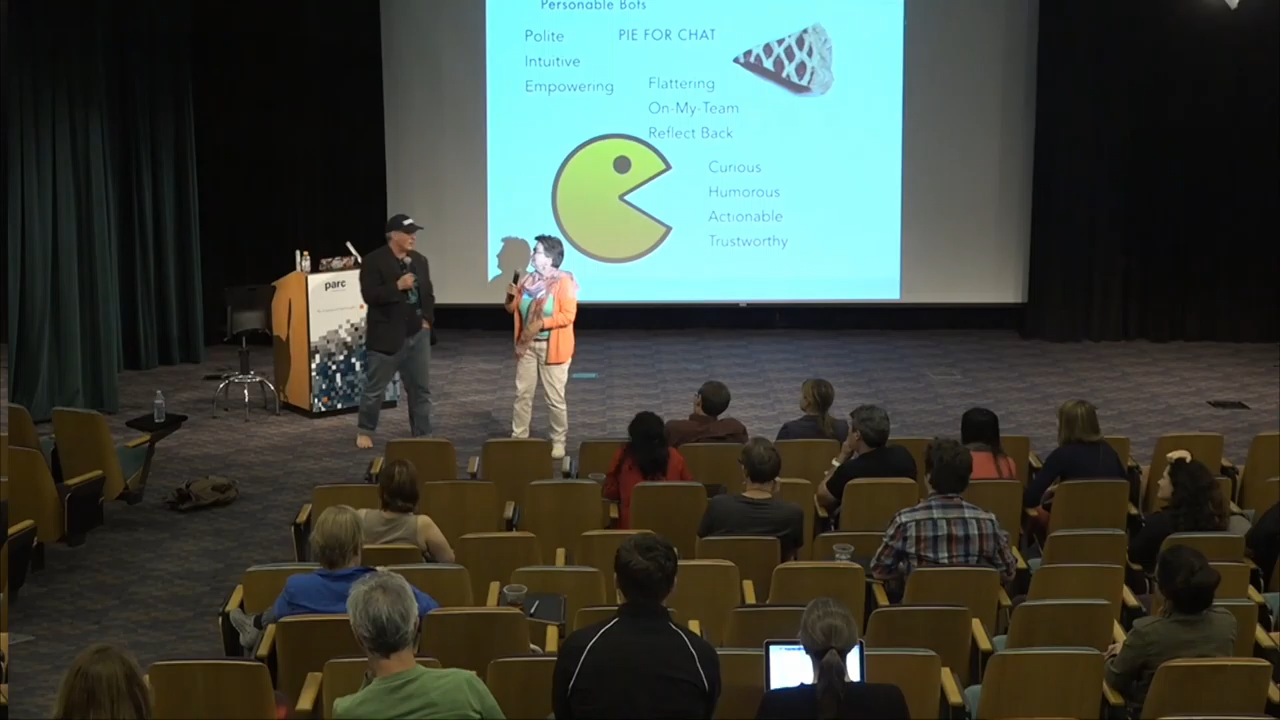 Personable Bots
Polite
PIE FOR CHAT
Intuitive
Empowering
Flattering
On-My-Team
Reflect Back
Curious
Humorous
Actionable
Trustworthy
parc